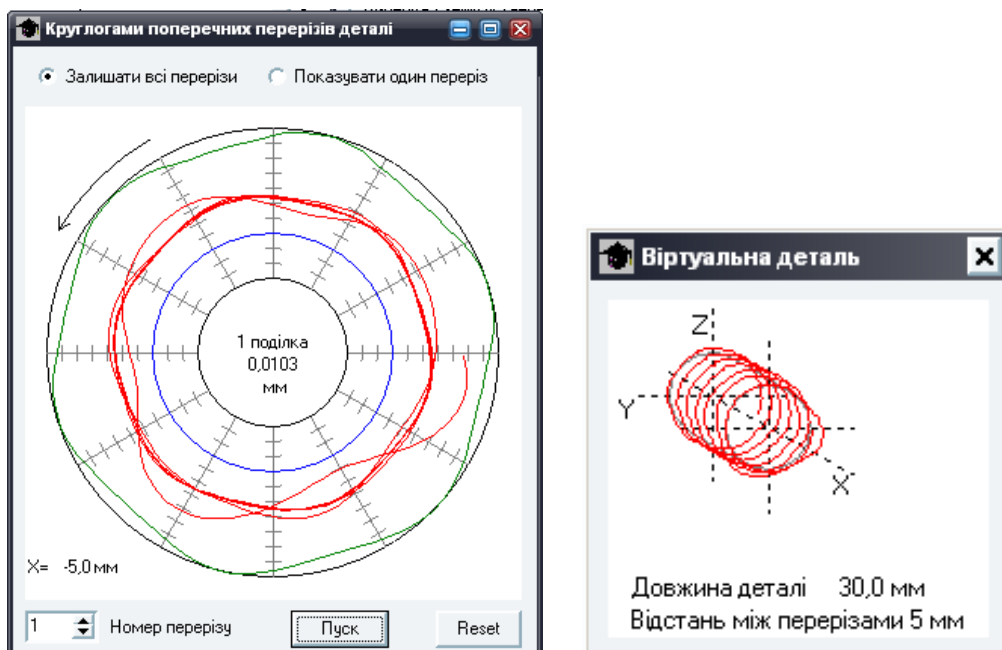 Круглогами поперечних перерізів деталі
Залишати всі перерізи
Показувати один переріз
1 поділка
0,0103
мм
X= -5,0 мм
1
Номер перерізу
Пуск
Reset
Віртуальна деталь
Z
Y
X
Довжина деталі 30,0 мм
Відстань між перерізами 5 мм